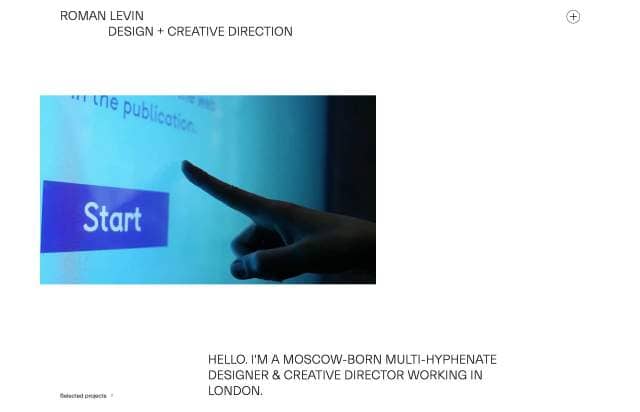 ROMAN LEVIN
DESIGN + CREATIVE DIRECTION
in the publication.
Start
HELLO. I'M A MOSCOW-BORN MULTI-HYPHENATE
DESIGNER & CREATIVE DIRECTOR WORKING IN
LONDON.
Selected projects